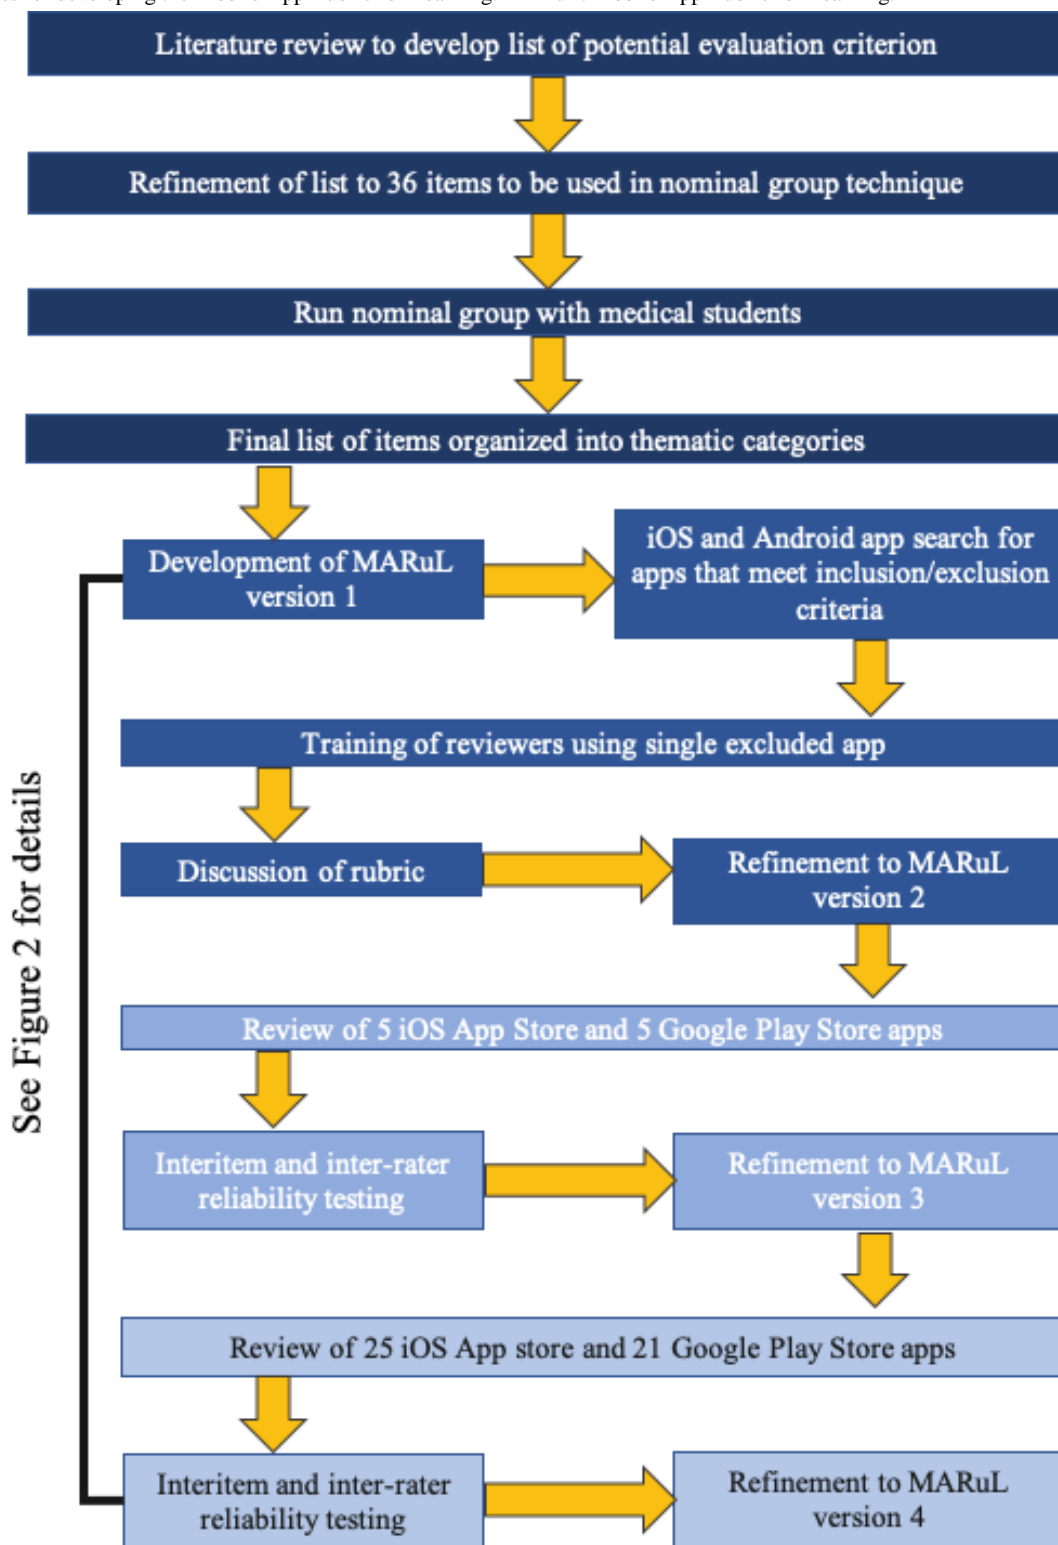 Literature review to develop list of potential evaluation criterion
Refinement of list to 36 items to be used in nominal group technique
Run nominal group with medical students
Final list of items organized into thematic categories
Development of MARuL
version 1
iOS and Android app search for
apps that meet inclusion/exclusion
criteria
Training of reviewers using single excluded app
Discussion of rubric
Refinement to MARuL
version 2
See Figure 2 for details
Review of 5 iOS App Store and 5 Google Play Store apps
Interitem and inter-rater
reliability testing
Refinement to MARuL
version 3
Review of 25 iOS App store and 21 Google Play Store apps
Interitem and inter-rater
reliability testing
Refinement to MARuL
version 4